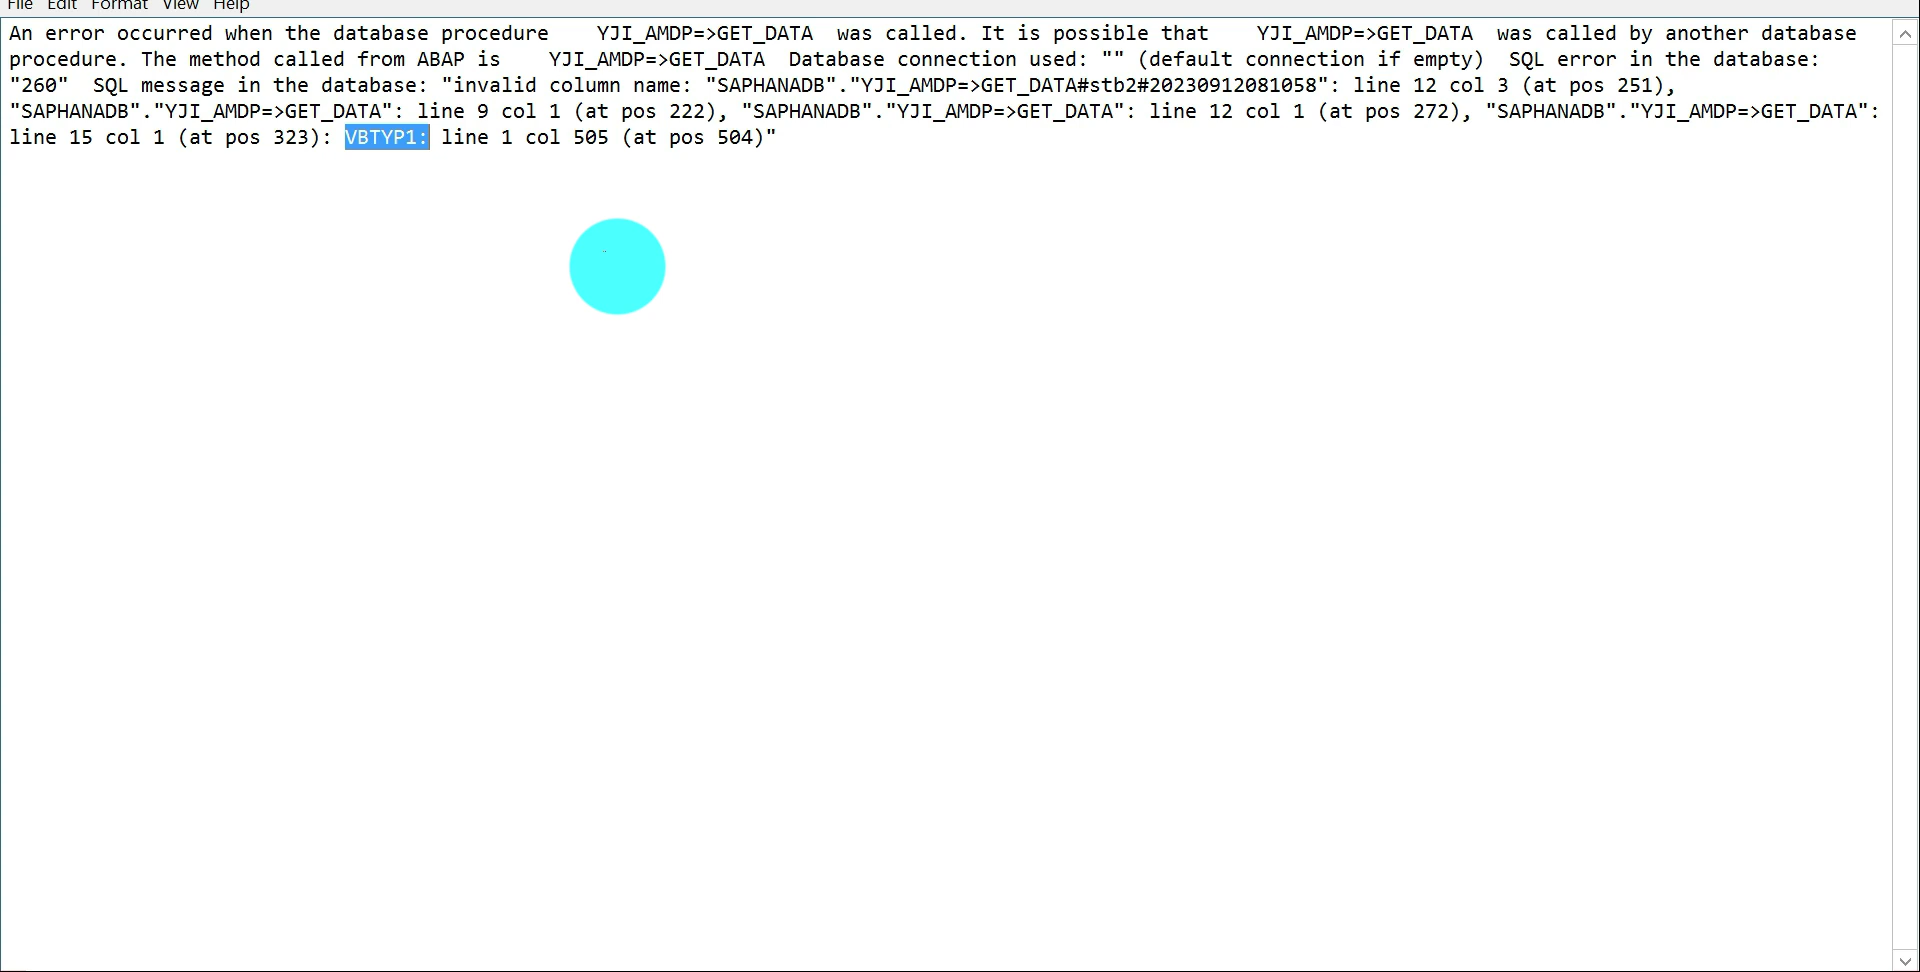 File Edit Format View Help
An error occurred when the database procedure    YJI_AMDP=>GET_DATA  was called. It is possible that    YJI_AMDP=>GET_DATA  was called by another database
procedure. The method called from ABAP is    YJI_AMDP=>GET_DATA  Database connection used: "" (default connection if empty)  SQL error in the database:
"260"  SQL message in the database: "invalid column name: "SAPHANADB"."YJI_AMDP=>GET_DATA#stb2#20230912081058": line 12 col 3 (at pos 251),
"SAPHANADB"."YJI_AMDP=>GET_DATA": line 9 col 1 (at pos 222), "SAPHANADB"."YJI_AMDP=>GET_DATA": line 12 col 1 (at pos 272), "SAPHANADB"."YJI_AMDP=>GET_DATA":
line 15 col 1 (at pos 323): VBTYP1: line 1 col 505 (at pos 504)"